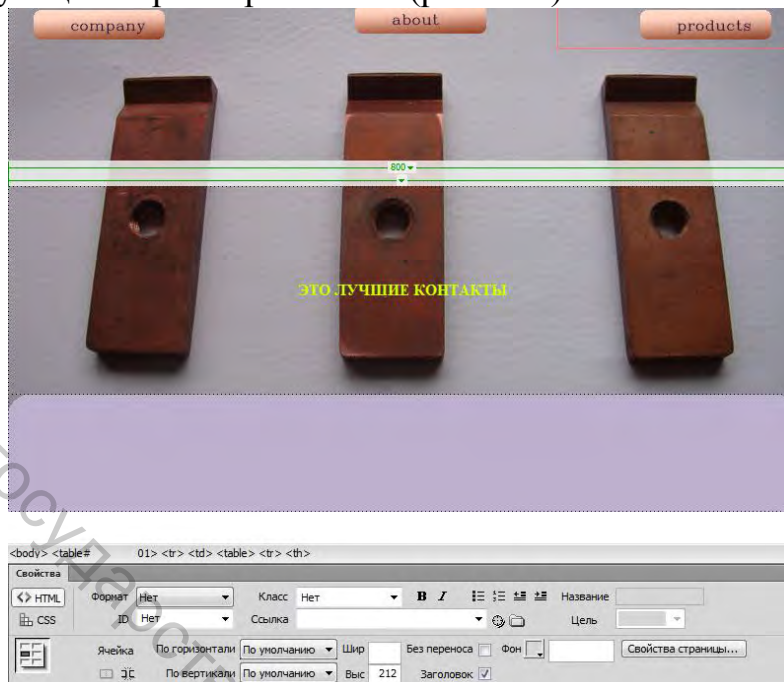 company about products
800
ЭТО ЛУЧШИЕ КОНТАКТЫ
<body> <table# 01> <tr> <td> <table> <tr> <th>
Свойства
<> HTML Формат Нет Класс Нет B I Название
CSS ID Нет Ссылка Цель
Ячейка По горизонтали По умолчанию Шир Без переноса Фон Свойства страницы...
По вертикали По умолчанию Выс 212 Заголовок